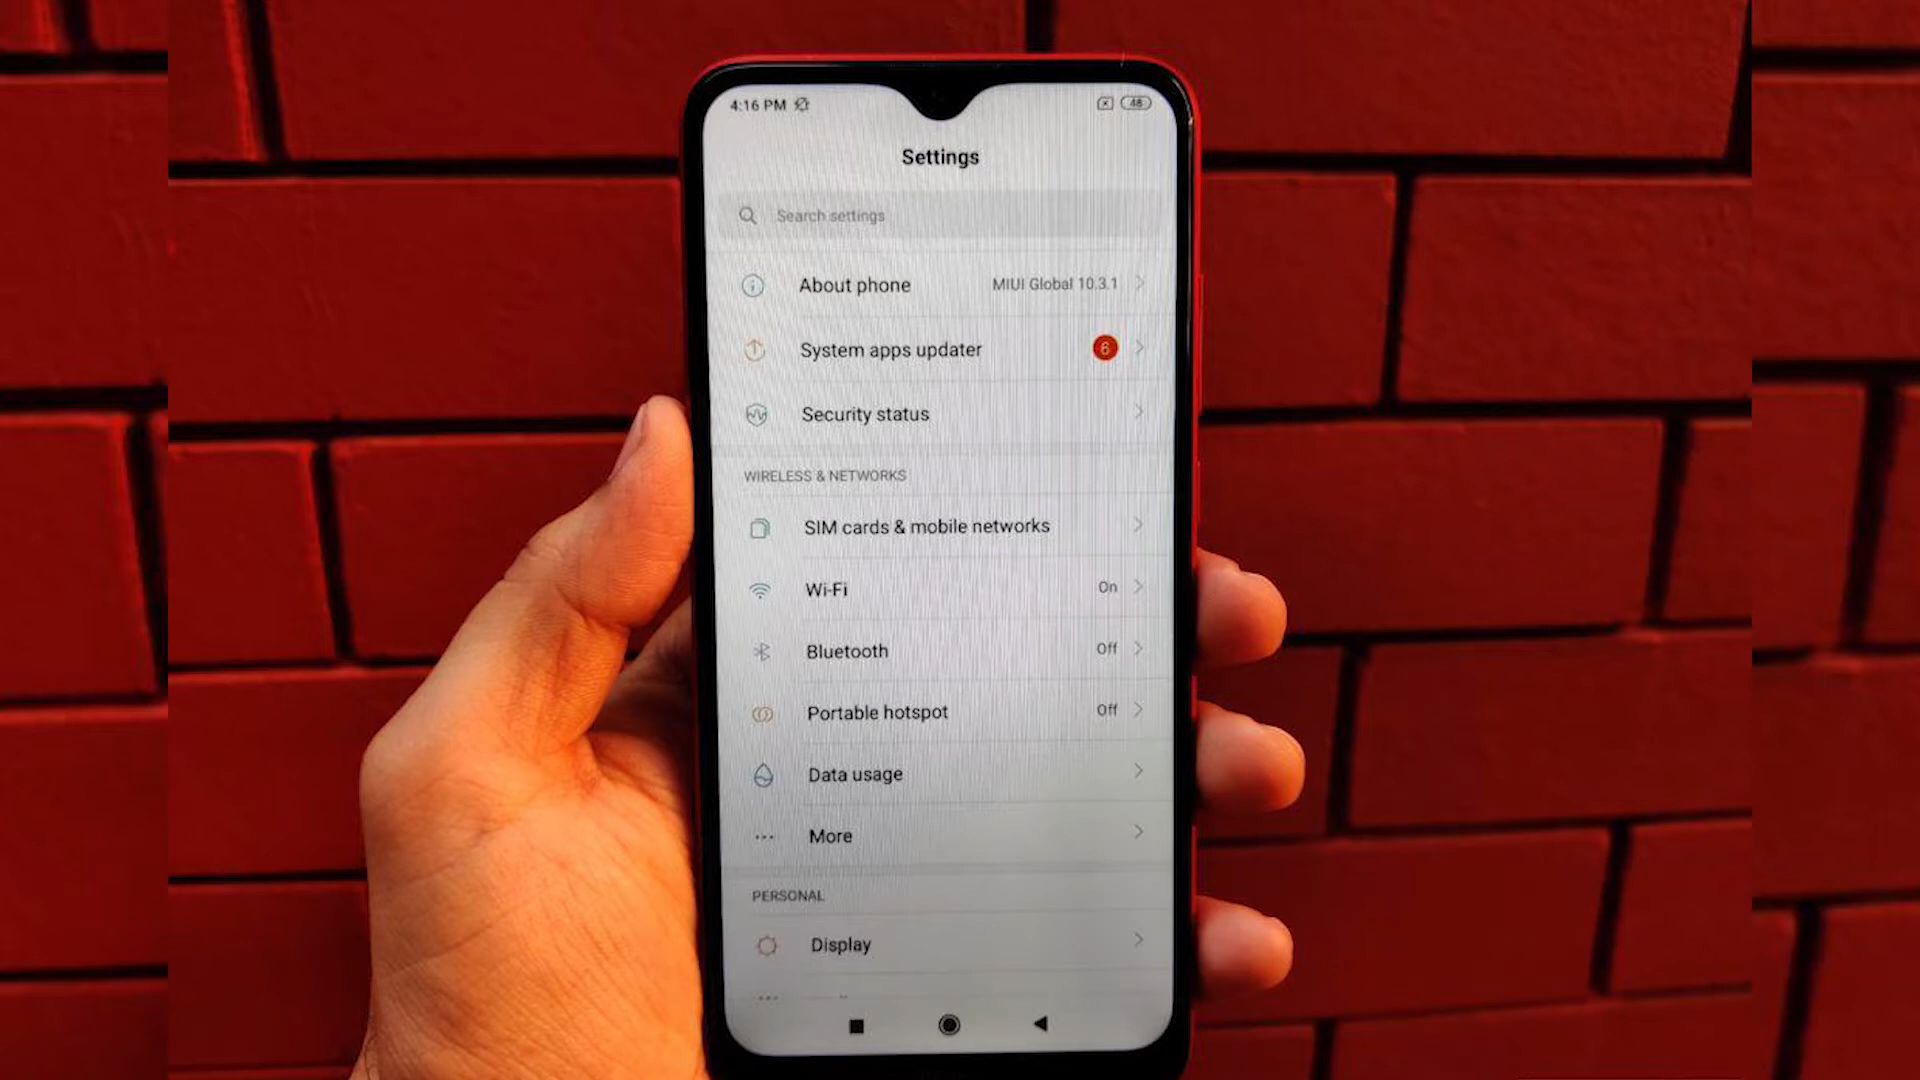 4:16 PM 48
Settings
Search settings
About phone MIUI Global 10.3.1
System apps updater 6
Security status
WIRELESS & NETWORKS
SIM cards & mobile networks
Wi-Fi On
Bluetooth Off
Portable hotspot Off
Data usage
More
PERSONAL
Display